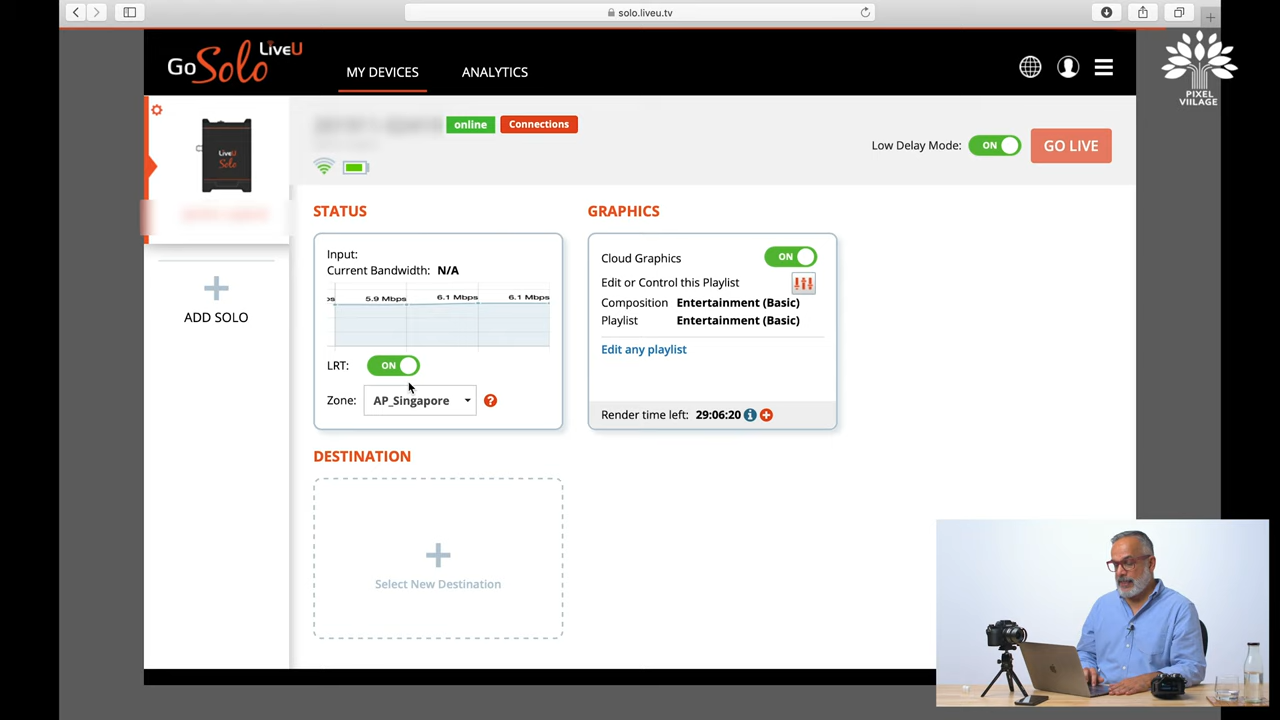 solo.liveu.tv
Go Solo LiveU
MY DEVICES
ANALYTICS
PIXEL
VIILAGE
online
Connections
Low Delay Mode:
ON
GO LIVE
LiveU
Solo
ADD SOLO
STATUS
Input:
Current Bandwidth: N/A
5.9 Mbps
6.1 Mbps
6.1 Mbps
LRT:
ON
Zone:
AP_Singapore
?
GRAPHICS
Cloud Graphics
ON
Edit or Control this Playlist
Composition Entertainment (Basic)
Playlist Entertainment (Basic)
Edit any playlist
Render time left: 29:06:20
DESTINATION
Select New Destination